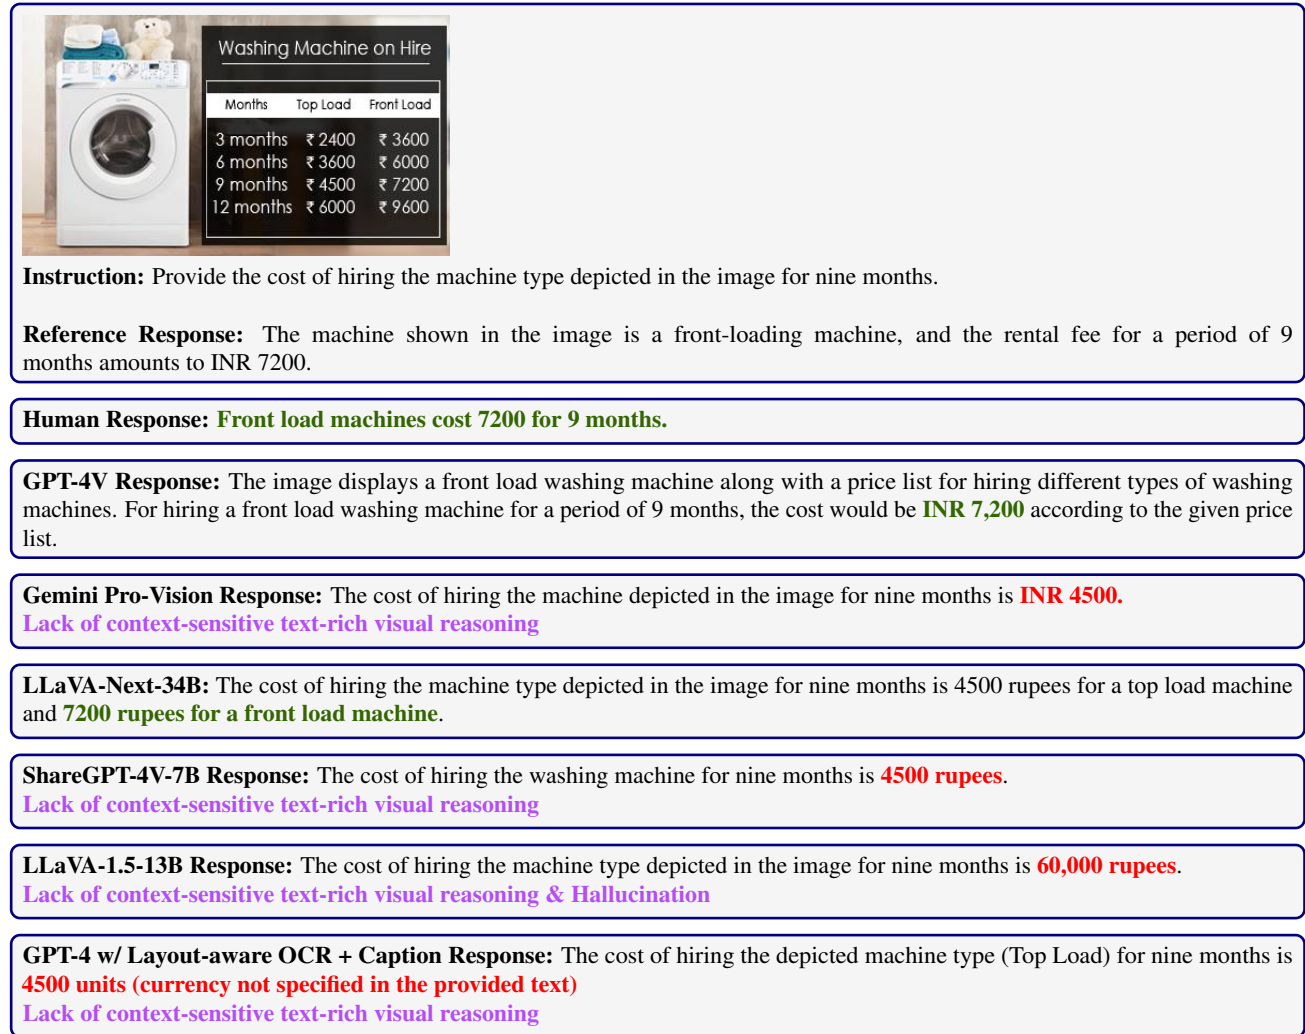 Washing Machine on Hire
Months Top Load Front Load
3 months ₹ 2400 ₹ 3600
6 months ₹ 3600 ₹ 6000
9 months ₹ 4500 ₹ 7200
12 months ₹ 6000 ₹ 9600
Instruction: Provide the cost of hiring the machine type depicted in the image for nine months.
Reference Response: The machine shown in the image is a front-loading machine, and the rental fee for a period of 9
months amounts to INR 7200.
Human Response: Front load machines cost 7200 for 9 months.
GPT-4V Response: The image displays a front load washing machine along with a price list for hiring different types of washing
machines. For hiring a front load washing machine for a period of 9 months, the cost would be INR 7,200 according to the given price
list.
Gemini Pro-Vision Response: The cost of hiring the machine depicted in the image for nine months is INR 4500.
Lack of context-sensitive text-rich visual reasoning
LLaVA-Next-34B: The cost of hiring the machine type depicted in the image for nine months is 4500 rupees for a top load machine
and 7200 rupees for a front load machine.
ShareGPT-4V-7B Response: The cost of hiring the washing machine for nine months is 4500 rupees.
Lack of context-sensitive text-rich visual reasoning
LLaVA-1.5-13B Response: The cost of hiring the machine type depicted in the image for nine months is 60,000 rupees.
Lack of context-sensitive text-rich visual reasoning & Hallucination
GPT-4 w/ Layout-aware OCR + Caption Response: The cost of hiring the depicted machine type (Top Load) for nine months is
4500 units (currency not specified in the provided text)
Lack of context-sensitive text-rich visual reasoning